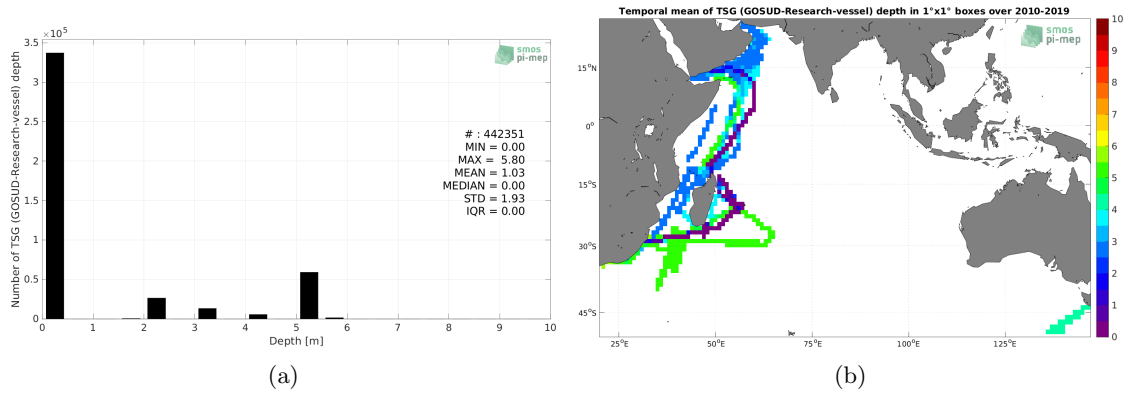 ×10⁵
3.5
3
2.5
2
1.5
1
0.5
0
Number of TSG (GOSUD-Research-vessel) depth
smos
pi-mep
# : 442351
MIN = 0.00
MAX = 5.80
MEAN = 1.03
MEDIAN = 0.00
STD = 1.93
IQR = 0.00
0 1 2 3 4 5 6 7 8 9 10
Depth [m]
(a)
Temporal mean of TSG (GOSUD-Research-vessel) depth in 1°x1° boxes over 2010-2019
smos
pi-mep
15°N
0°
15°S
30°S
45°S
25°E 50°E 75°E 100°E 125°E
10
9
8
7
6
5
4
3
2
1
0
(b)